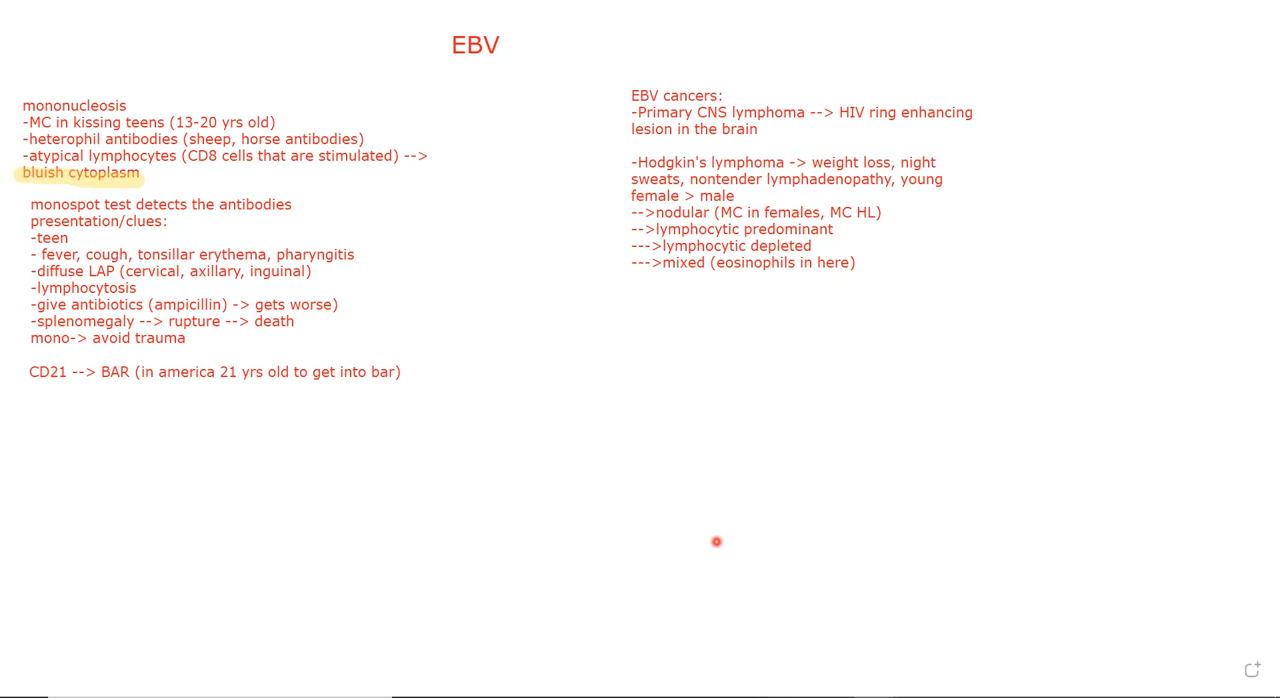 EBV
mononucleosis
-MC in kissing teens (13-20 yrs old)
-heterophil antibodies (sheep, horse antibodies)
-atypical lymphocytes (CD8 cells that are stimulated) -->
bluish cytoplasm
monospot test detects the antibodies
presentation/clues:
-teen
- fever, cough, tonsillar erythema, pharyngitis
-diffuse LAP (cervical, axillary, inguinal)
-lymphocytosis
-give antibiotics (ampicillin) -> gets worse)
-splenomegaly --> rupture --> death
mono-> avoid trauma
CD21 --> BAR (in america 21 yrs old to get into bar)
EBV cancers:
-Primary CNS lymphoma --> HIV ring enhancing
lesion in the brain
-Hodgkin's lymphoma -> weight loss, night
sweats, nontender lymphadenopathy, young
female > male
-->nodular (MC in females, MC HL)
-->lymphocytic predominant
--->lymphocytic depleted
--->mixed (eosinophils in here)